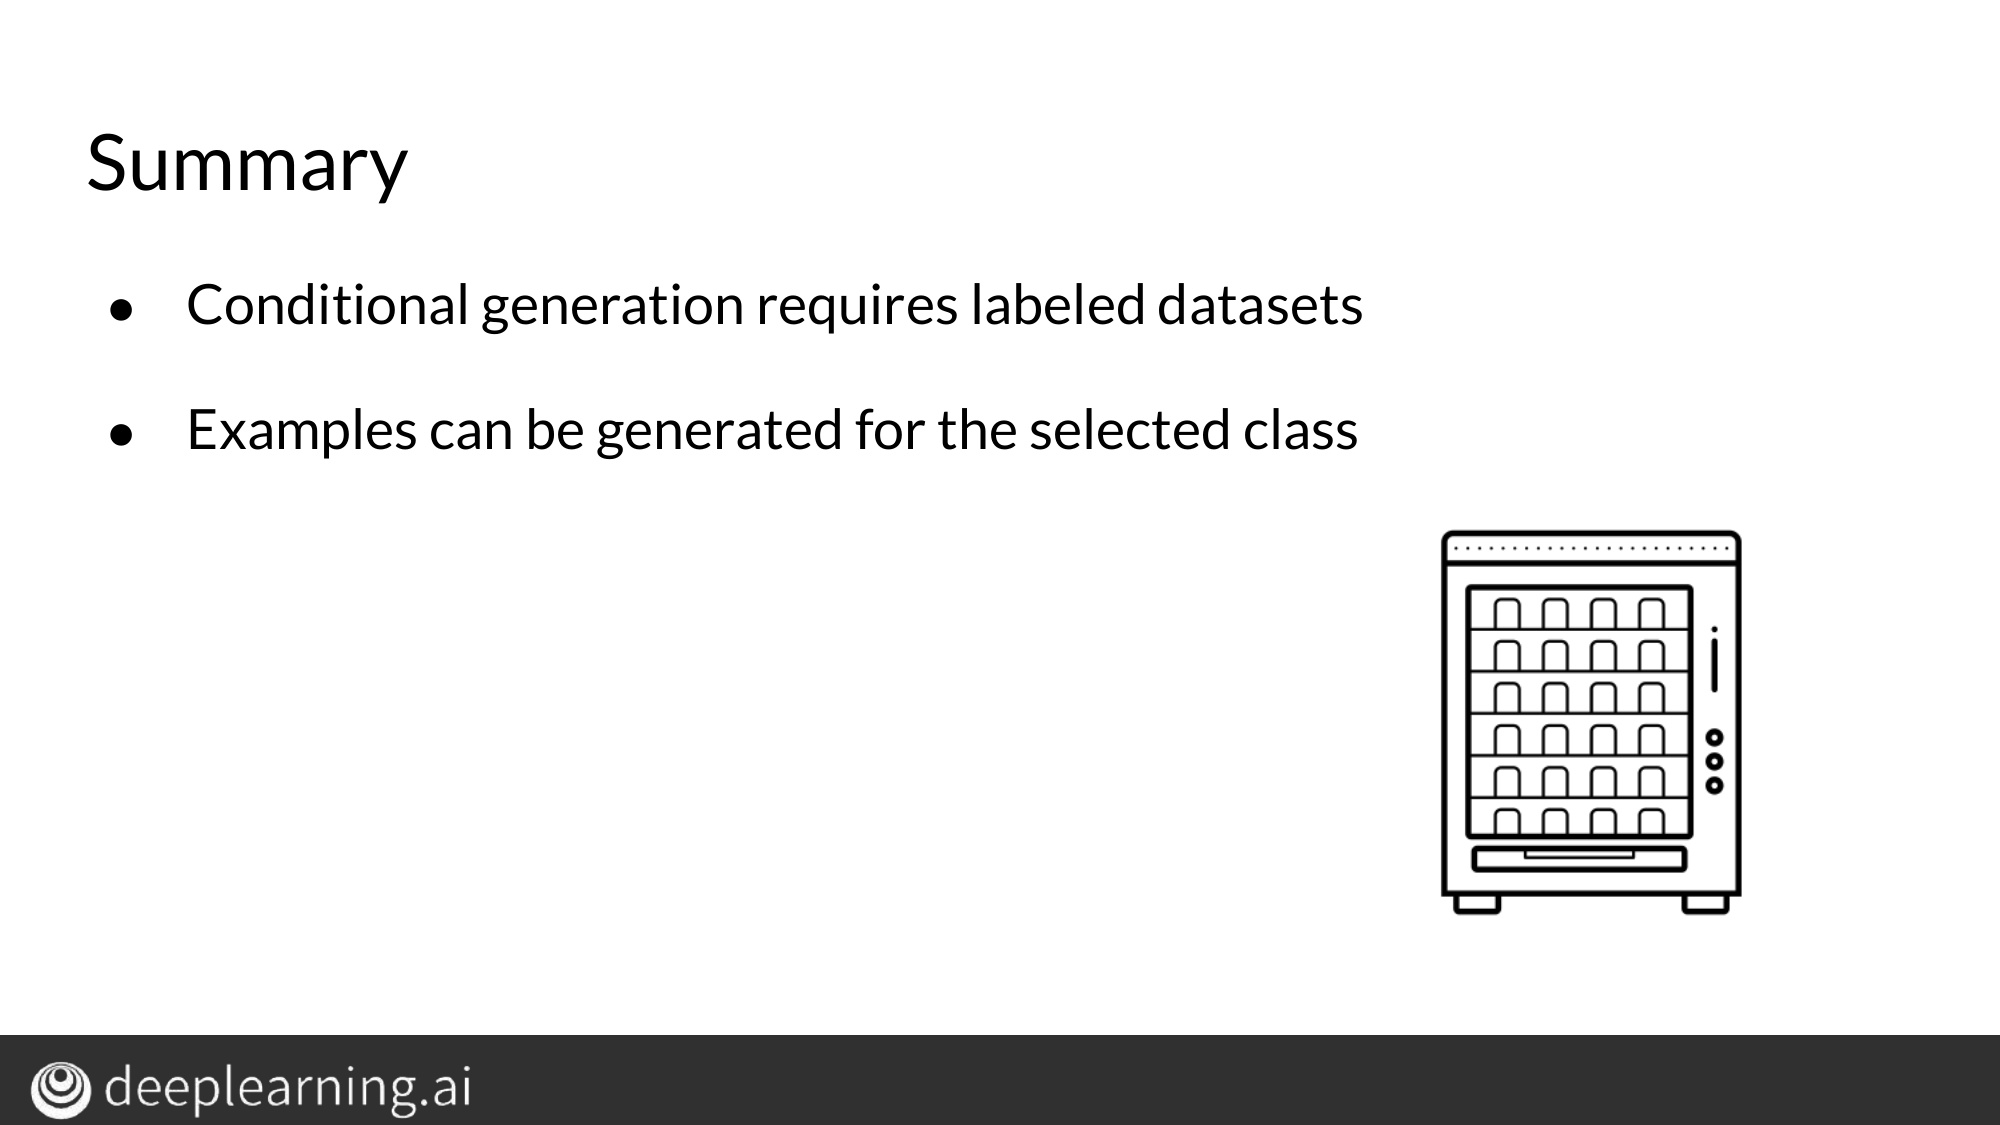 Summary
● Conditional generation requires labeled datasets
● Examples can be generated for the selected class
deeplearning.ai